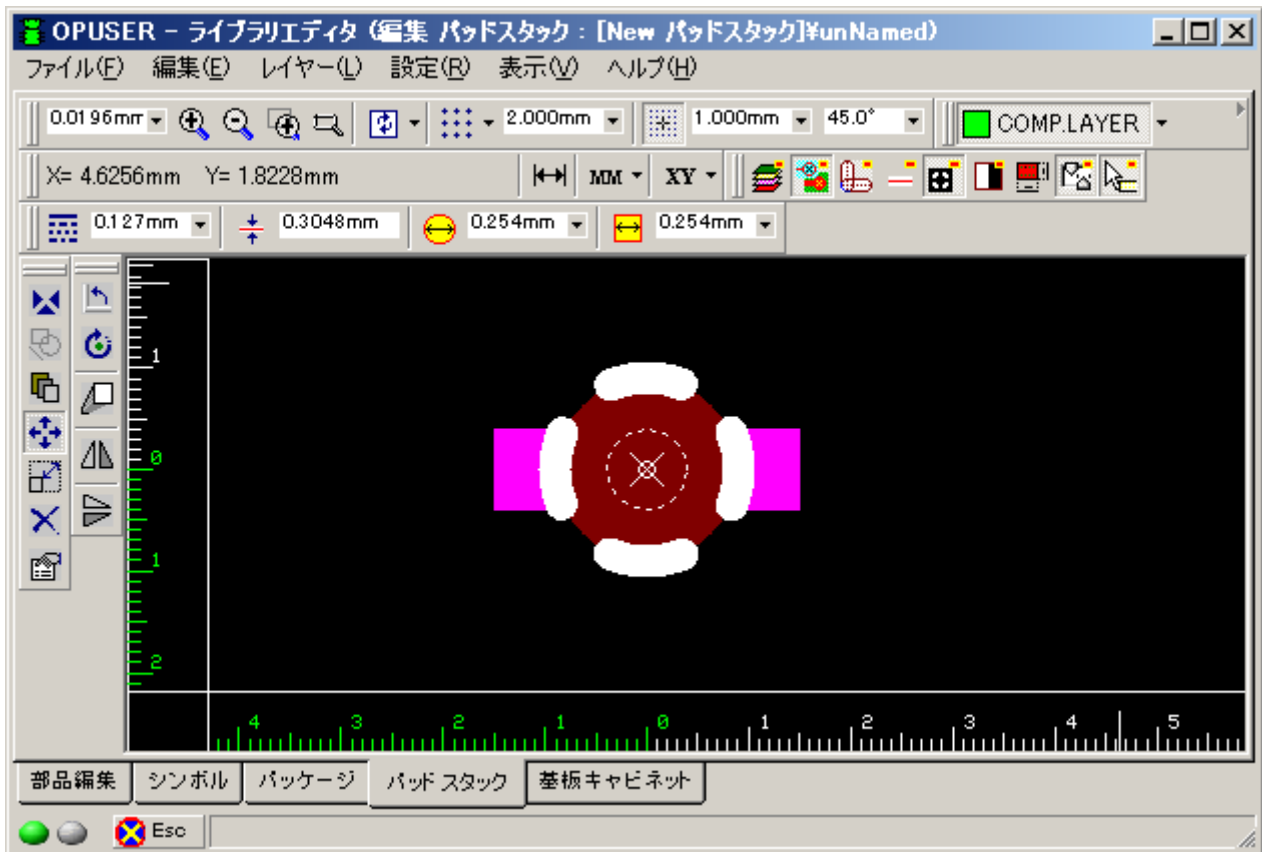 OPUSER - ライブラリエディタ (編集 パッドスタック : [New パッドスタック]¥unNamed)
ファイル(F) 編集(E) レイヤー(L) 設定(R) 表示(V) ヘルプ(H)
0.0196mm 2.000mm 1.000mm 45.0° COMP.LAYER
X= 4.6256mm Y= 1.8228mm MM XY
0.127mm 0.3048mm 0.254mm 0.254mm
1
0
1
2
4 3 2 1 0 1 2 3 4 5
部品編集 シンボル パッケージ パッド スタック 基板キャビネット
Esc